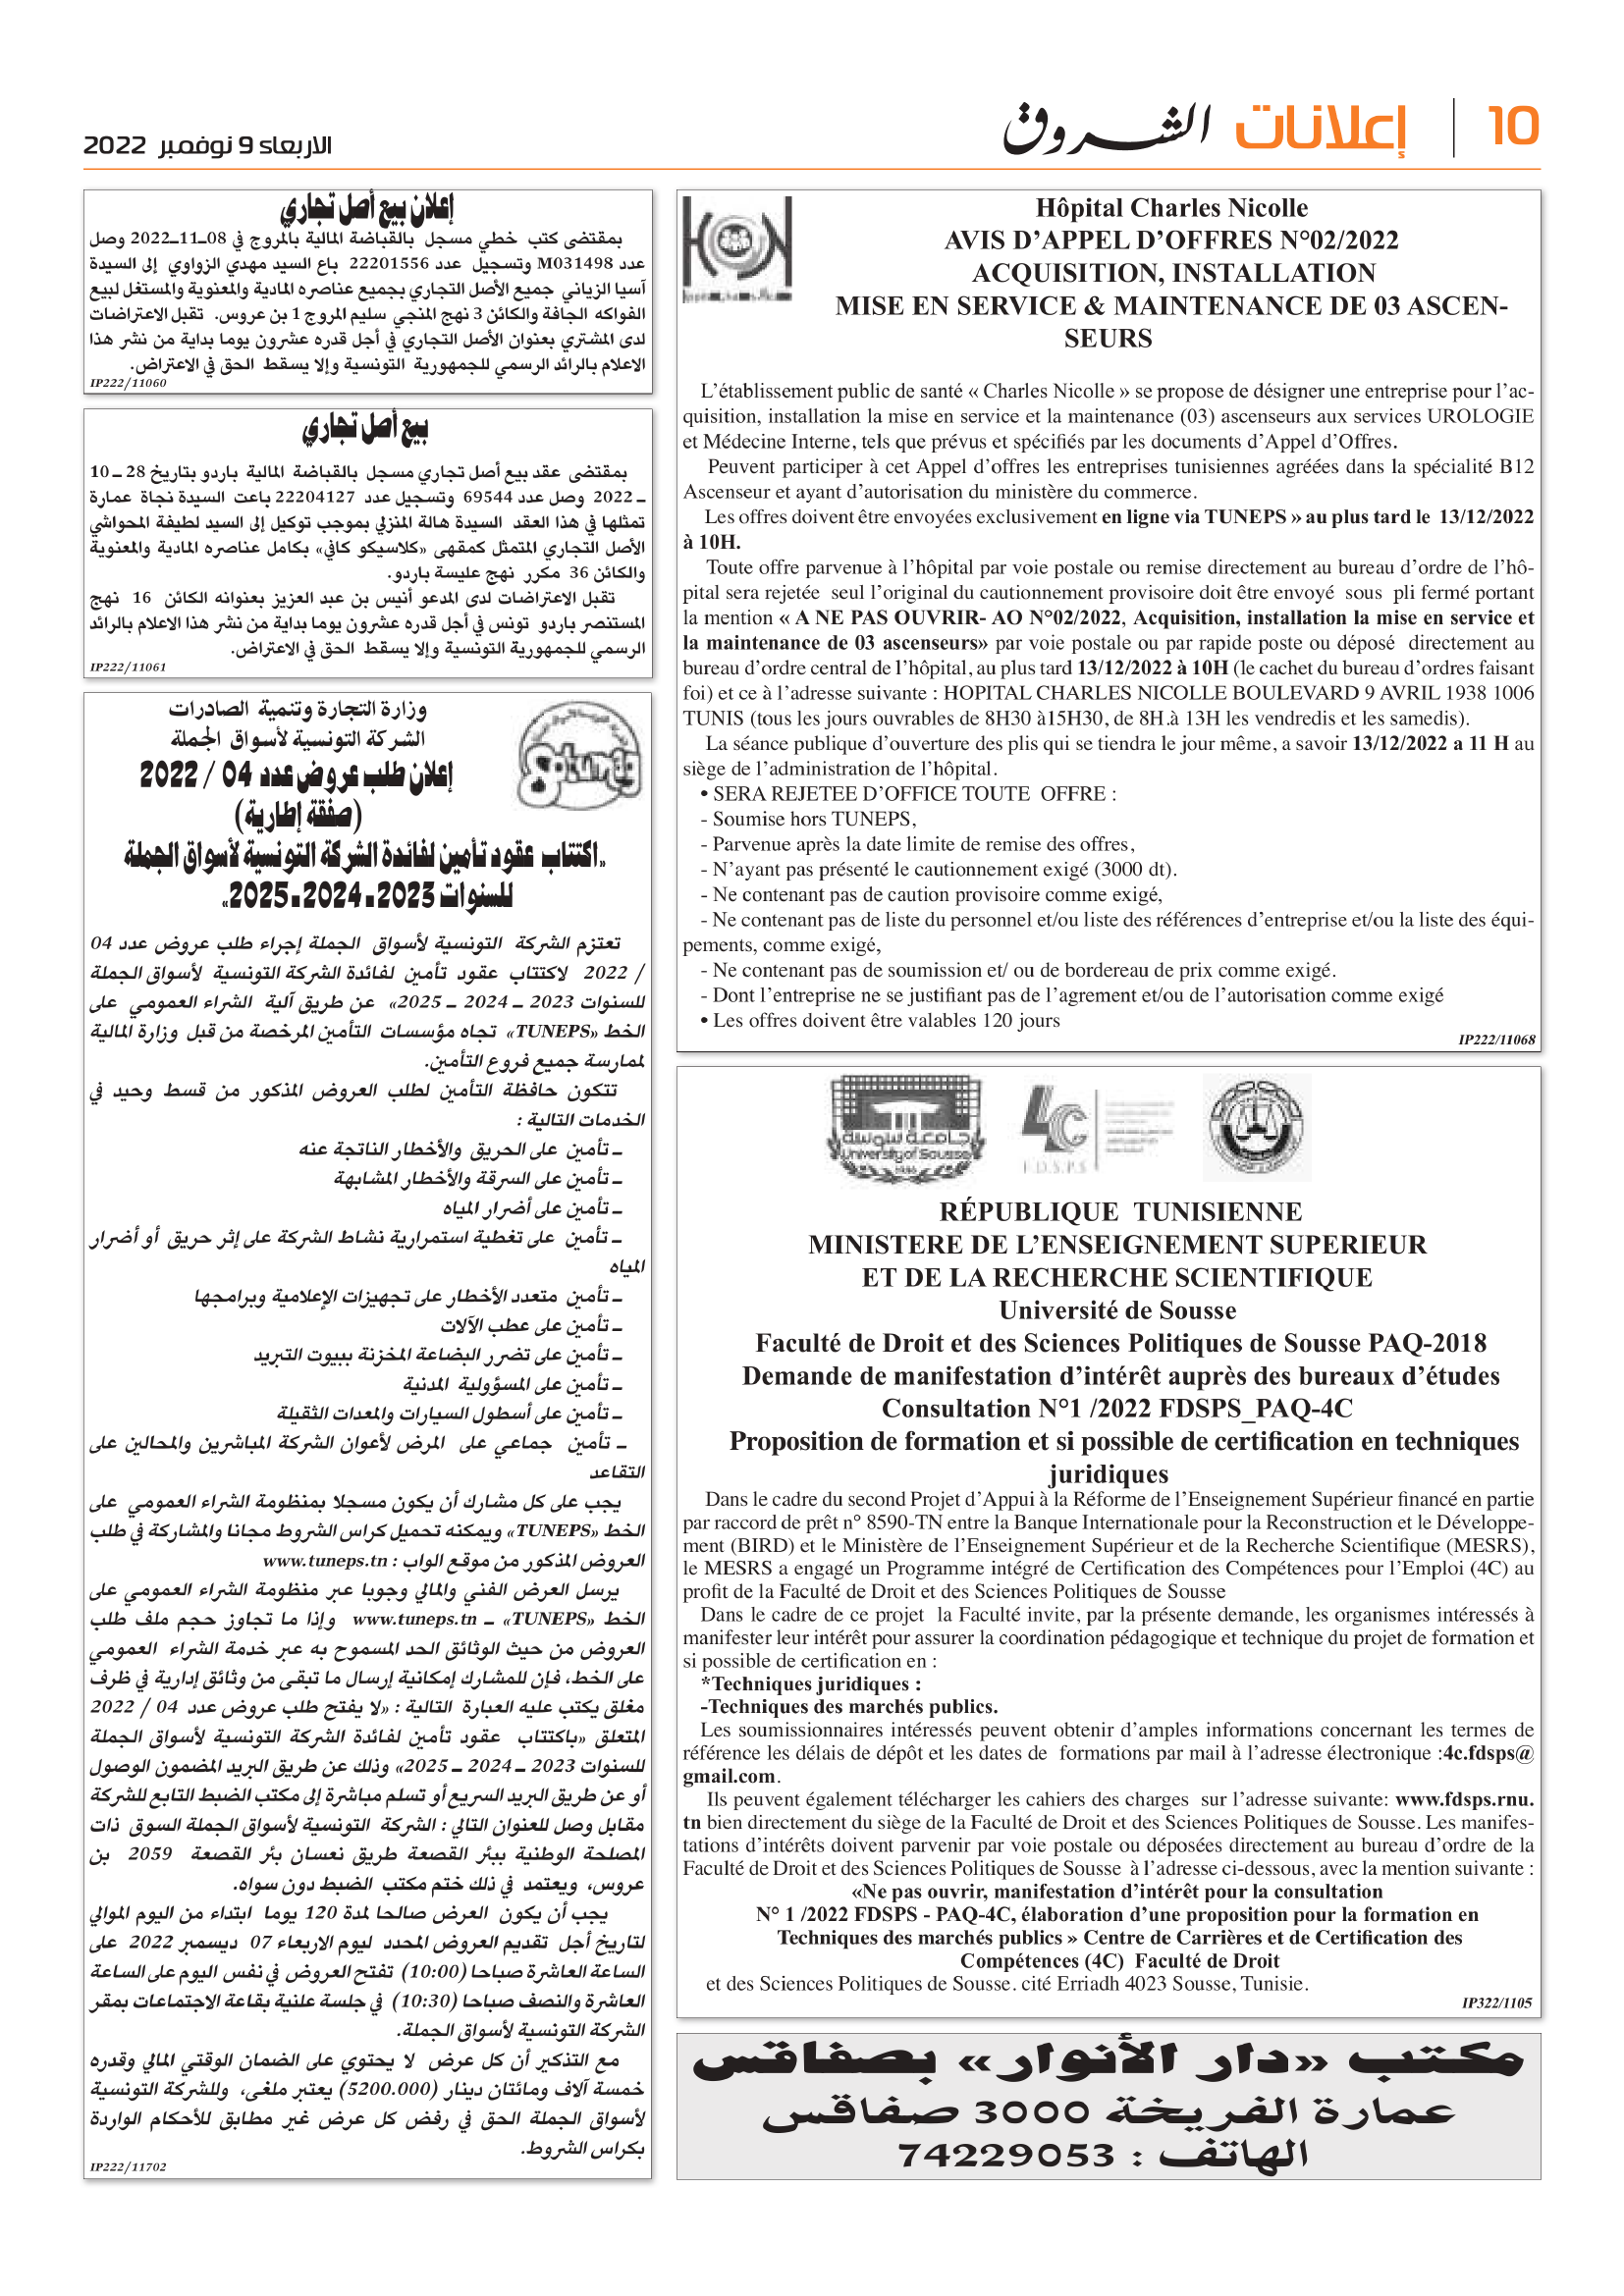 10
إعلانات
الشروق
الاربعاء 9 نوفمبر 2022
Hôpital Charles Nicolle
AVIS D’APPEL D’OFFRES N°02/2022
ACQUISITION, INSTALLATION
MISE EN SERVICE & MAINTENANCE DE 03 ASCEN-
SEURS
L’établissement public de santé « Charles Nicolle » se propose de désigner une entreprise pour l’ac-
quisition, installation la mise en service et la maintenance (03) ascenseurs aux services UROLOGIE
et Médecine Interne, tels que prévus et spécifiés par les documents d’Appel d’Offres.
Peuvent participer à cet Appel d’offres les entreprises tunisiennes agréées dans la spécialité B12
Ascenseur et ayant d’autorisation du ministère du commerce.
Les offres doivent être envoyées exclusivement en ligne via TUNEPS » au plus tard le 13/12/2022
à 10H.
Toute offre parvenue à l’hôpital par voie postale ou remise directement au bureau d’ordre de l’hô-
pital sera rejetée seul l’original du cautionnement provisoire doit être envoyé sous pli fermé portant
la mention « A NE PAS OUVRIR- AO N°02/2022, Acquisition, installation la mise en service et
la maintenance de 03 ascenseurs» par voie postale ou par rapide poste ou déposé directement au
bureau d’ordre central de l’hôpital, au plus tard 13/12/2022 à 10H (le cachet du bureau d’ordres faisant
foi) et ce à l’adresse suivante : HOPITAL CHARLES NICOLLE BOULEVARD 9 AVRIL 1938 1006
TUNIS (tous les jours ouvrables de 8H30 à15H30, de 8H.à 13H les vendredis et les samedis).
La séance publique d’ouverture des plis qui se tiendra le jour même, a savoir 13/12/2022 a 11 H au
siège de l’administration de l’hôpital.
• SERA REJETEE D’OFFICE TOUTE OFFRE :
- Soumise hors TUNEPS,
- Parvenue après la date limite de remise des offres,
- N’ayant pas présenté le cautionnement exigé (3000 dt).
- Ne contenant pas de caution provisoire comme exigé,
- Ne contenant pas de liste du personnel et/ou liste des références d’entreprise et/ou la liste des équi-
pements, comme exigé,
- Ne contenant pas de soumission et/ ou de bordereau de prix comme exigé.
- Dont l’entreprise ne se justifiant pas de l’agrement et/ou de l’autorisation comme exigé
• Les offres doivent être valables 120 jours
IP222/11068
جامعة سوسة
University of Sousse
4C
F.D.S.P.S
RÉPUBLIQUE TUNISIENNE
MINISTERE DE L’ENSEIGNEMENT SUPERIEUR
ET DE LA RECHERCHE SCIENTIFIQUE
Université de Sousse
Faculté de Droit et des Sciences Politiques de Sousse PAQ-2018
Demande de manifestation d’intérêt auprès des bureaux d’études
Consultation N°1 /2022 FDSPS_PAQ-4C
Proposition de formation et si possible de certification en techniques
juridiques
Dans le cadre du second Projet d’Appui à la Réforme de l’Enseignement Supérieur financé en partie
par raccord de prêt n° 8590-TN entre la Banque Internationale pour la Reconstruction et le Développe-
ment (BIRD) et le Ministère de l’Enseignement Supérieur et de la Recherche Scientifique (MESRS),
le MESRS a engagé un Programme intégré de Certification des Compétences pour l’Emploi (4C) au
profit de la Faculté de Droit et des Sciences Politiques de Sousse
Dans le cadre de ce projet la Faculté invite, par la présente demande, les organismes intéressés à
manifester leur intérêt pour assurer la coordination pédagogique et technique du projet de formation et
si possible de certification en :
*Techniques juridiques :
-Techniques des marchés publics.
Les soumissionnaires intéressés peuvent obtenir d’amples informations concernant les termes de
référence les délais de dépôt et les dates de formations par mail à l’adresse électronique :4c.fdsps@
gmail.com.
Ils peuvent également télécharger les cahiers des charges sur l’adresse suivante: www.fdsps.rnu.
tn bien directement du siège de la Faculté de Droit et des Sciences Politiques de Sousse. Les manifes-
tations d’intérêts doivent parvenir par voie postale ou déposées directement au bureau d’ordre de la
Faculté de Droit et des Sciences Politiques de Sousse à l’adresse ci-dessous, avec la mention suivante :
«Ne pas ouvrir, manifestation d’intérêt pour la consultation
N° 1 /2022 FDSPS - PAQ-4C, élaboration d’une proposition pour la formation en
Techniques des marchés publics » Centre de Carrières et de Certification des
Compétences (4C) Faculté de Droit
et des Sciences Politiques de Sousse. cité Erriadh 4023 Sousse, Tunisie.
IP322/1105
مكتب «دار الأنوار» بصفاقس
عمارة الفريخة 3000 صفاقس
الهاتف : 74229053
إعلان بيع أصل تجاري
بمقتضى كتب خطي مسجل بالقباضة المالية بالمروج في 08ـ11ـ2022 وصل
عدد M031498 وتسجيل عدد 22201556 باع السيد مهدي الزواوي إلى السيدة
آسيا الزياني جميع الأصل التجاري بجميع عناصره المادية والمعنوية والمستغل لبيع
الفواكه الجافة والكائن 3 نهج المنجي سليم المروج 1 بن عروس. تقبل الاعتراضات
لدى المشتري بعنوان الأصل التجاري في أجل قدره عشرون يوما بداية من نشر هذا
الاعلام بالرائد الرسمي للجمهورية التونسية وإلا يسقط الحق في الاعتراض.
IP222/11060
بيع أصل تجاري
بمقتضى عقد بيع أصل تجاري مسجل بالقباضة المالية باردو بتاريخ 28 ـ 10
ـ 2022 وصل عدد 69544 وتسجيل عدد 22204127 باعت السيدة نجاة عمارة
تمثلها في هذا العقد السيدة هالة المنزلي بموجب توكيل إلى السيد لطيفة المحواشي
الأصل التجاري المتمثل كمقهى «كلاسيكو كافي» بكامل عناصره المادية والمعنوية
والكائن 36 مكرر نهج عليسة باردو.
تقبل الاعتراضات لدى المدعو أنيس بن عبد العزيز بعنوانه الكائن 16 نهج
المستنصر باردو تونس في أجل قدره عشرون يوما بداية من نشر هذا الاعلام بالرائد
الرسمي للجمهورية التونسية وإلا يسقط الحق في الاعتراض.
IP222/11061
وزارة التجارة وتنمية الصادرات
الشركة التونسية لأسواق الجملة
إعلان طلب عروض عدد 04 / 2022
(صفقة إطارية)
«اكتتاب عقود تأمين لفائدة الشركة التونسية لأسواق الجملة
للسنوات 2023ـ2024ـ2025»
تعتزم الشركة التونسية لأسواق الجملة إجراء طلب عروض عدد 04
/ 2022 لاكتتاب عقود تأمين لفائدة الشركة التونسية لأسواق الجملة
للسنوات 2023 ـ 2024 ـ 2025» عن طريق آلية الشراء العمومي على
الخط «TUNEPS» تجاه مؤسسات التأمين المرخصة من قبل وزارة المالية
لممارسة جميع فروع التأمين.
تتكون حافظة التأمين لطلب العروض المذكور من قسط وحيد في
الخدمات التالية :
ـ تأمين على الحريق والأخطار الناتجة عنه
ـ تأمين على السرقة والأخطار المشابهة
ـ تأمين على أضرار المياه
ـ تأمين على تغطية استمرارية نشاط الشركة على إثر حريق أو أضرار
المياه
ـ تأمين متعدد الأخطار على تجهيزات الإعلامية وبرامجها
ـ تأمين على عطب الآلات
ـ تأمين على تضرر البضاعة المخزنة ببيوت التبريد
ـ تأمين على المسؤولية المدنية
ـ تأمين على أسطول السيارات والمعدات الثقيلة
ـ تأمين جماعي على المرض لأعوان الشركة المباشرين والمحالين على
التقاعد
يجب على كل مشارك أن يكون مسجلا بمنظومة الشراء العمومي على
الخط «TUNEPS» ويمكنه تحميل كراس الشروط مجانا والمشاركة في طلب
العروض المذكور من موقع الواب : www.tuneps.tn
يرسل العرض الفني والمالي وجوبا عبر منظومة الشراء العمومي على
الخط «TUNEPS» ـ www.tuneps.tn وإذا ما تجاوز حجم ملف طلب
العروض من حيث الوثائق الحد المسموح به عبر خدمة الشراء العمومي
على الخط، فإن للمشارك إمكانية إرسال ما تبقى من وثائق إدارية في ظرف
مغلق يكتب عليه العبارة التالية : «لا يفتح طلب عروض عدد 04 / 2022
المتعلق «باكتتاب عقود تأمين لفائدة الشركة التونسية لأسواق الجملة
للسنوات 2023 ـ 2024 ـ 2025» وذلك عن طريق البريد المضمون الوصول
أو عن طريق البريد السريع أو تسلم مباشرة إلى مكتب الضبط التابع للشركة
مقابل وصل للعنوان التالي : الشركة التونسية لأسواق الجملة السوق ذات
المصلحة الوطنية ببئر القصعة طريق نعسان بئر القصعة 2059 بن
عروس، ويعتمد في ذلك ختم مكتب الضبط دون سواه.
يجب أن يكون العرض صالحا لمدة 120 يوما ابتداء من اليوم الموالي
لتاريخ أجل تقديم العروض المحدد ليوم الاربعاء 07 ديسمبر 2022 على
الساعة العاشرة صباحا (10:00) تفتح العروض في نفس اليوم على الساعة
العاشرة والنصف صباحا (10:30) في جلسة علنية بقاعة الاجتماعات بمقر
الشركة التونسية لأسواق الجملة.
مع التذكير أن كل عرض لا يحتوي على الضمان الوقتي المالي وقدره
خمسة آلاف ومائتان دينار (5200.000) يعتبر ملغى، وللشركة التونسية
لأسواق الجملة الحق في رفض كل عرض غير مطابق للأحكام الواردة
بكراس الشروط.
IP222/11702